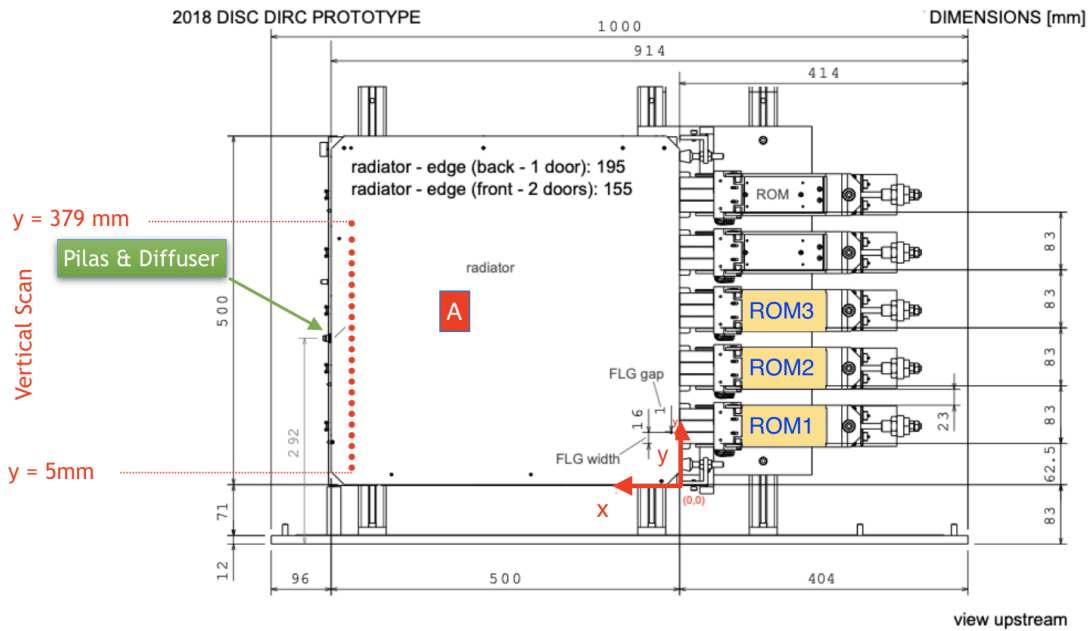 2018 DISC DIRC PROTOTYPE
DIMENSIONS [mm]
1000
914
414
radiator - edge (back - 1 door): 195
radiator - edge (front - 2 doors): 155
ROM
y = 379 mm
Pilas & Diffuser
radiator
Vertical Scan
500
A
ROM3
ROM2
ROM1
83
83
83
83
23
FLG gap
1
16
FLG width
292
y
y
x
(0,0)
y = 5mm
62.5
71
83
12
96
500
404
view upstream